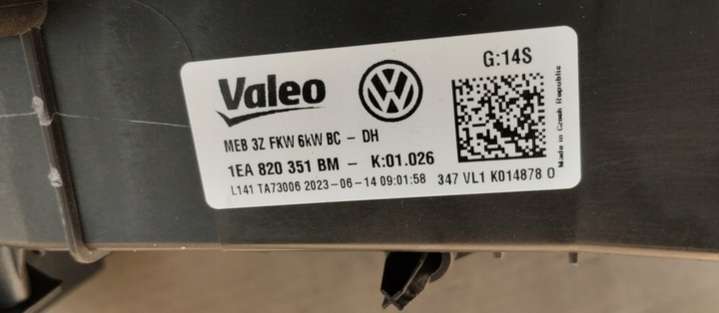 Valeo
G:14S
MEB 3Z FKW 6kW BC - DH
1EA 820 351 BM - K:01.026
L141 TA73006 2023-06-14 09:01:58 347 VL1 K014878 0
Made in Czech Republic